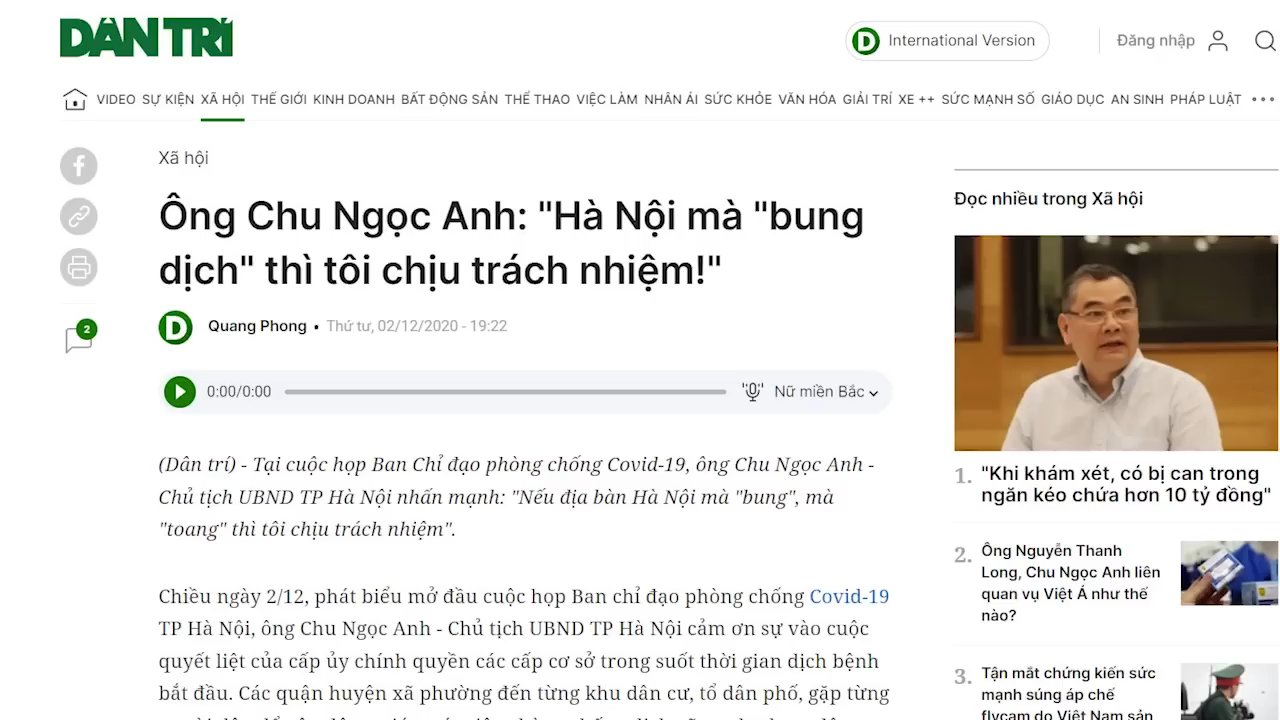 DÂN TRÍ
D International Version
Đăng nhập
VIDEO SỰ KIỆN XÃ HỘI THẾ GIỚI KINH DOANH BẤT ĐỘNG SẢN THỂ THAO VIỆC LÀM NHÂN ÁI SỨC KHỎE VĂN HÓA GIẢI TRÍ XE ++ SỨC MẠNH SỐ GIÁO DỤC AN SINH PHÁP LUẬT
Xã hội
Ông Chu Ngọc Anh: "Hà Nội mà "bung
dịch" thì tôi chịu trách nhiệm!"
D Quang Phong • Thứ tư, 02/12/2020 - 19:22
2
0:00/0:00 Nữ miền Bắc
(Dân trí) - Tại cuộc họp Ban Chỉ đạo phòng chống Covid-19, ông Chu Ngọc Anh -
Chủ tịch UBND TP Hà Nội nhấn mạnh: "Nếu địa bàn Hà Nội mà "bung", mà
"toang" thì tôi chịu trách nhiệm".
Chiều ngày 2/12, phát biểu mở đầu cuộc họp Ban chỉ đạo phòng chống Covid-19
TP Hà Nội, ông Chu Ngọc Anh - Chủ tịch UBND TP Hà Nội cảm ơn sự vào cuộc
quyết liệt của cấp ủy chính quyền các cấp cơ sở trong suốt thời gian dịch bệnh
bắt đầu. Các quận huyện xã phường đến từng khu dân cư, tổ dân phố, gặp từng
Đọc nhiều trong Xã hội
1. "Khi khám xét, có bị can trong
ngăn kéo chứa hơn 10 tỷ đồng"
2. Ông Nguyễn Thanh
Long, Chu Ngọc Anh liên
quan vụ Việt Á như thế
nào?
3. Tận mắt chứng kiến sức
mạnh súng áp chế
flycam do Việt Nam sản